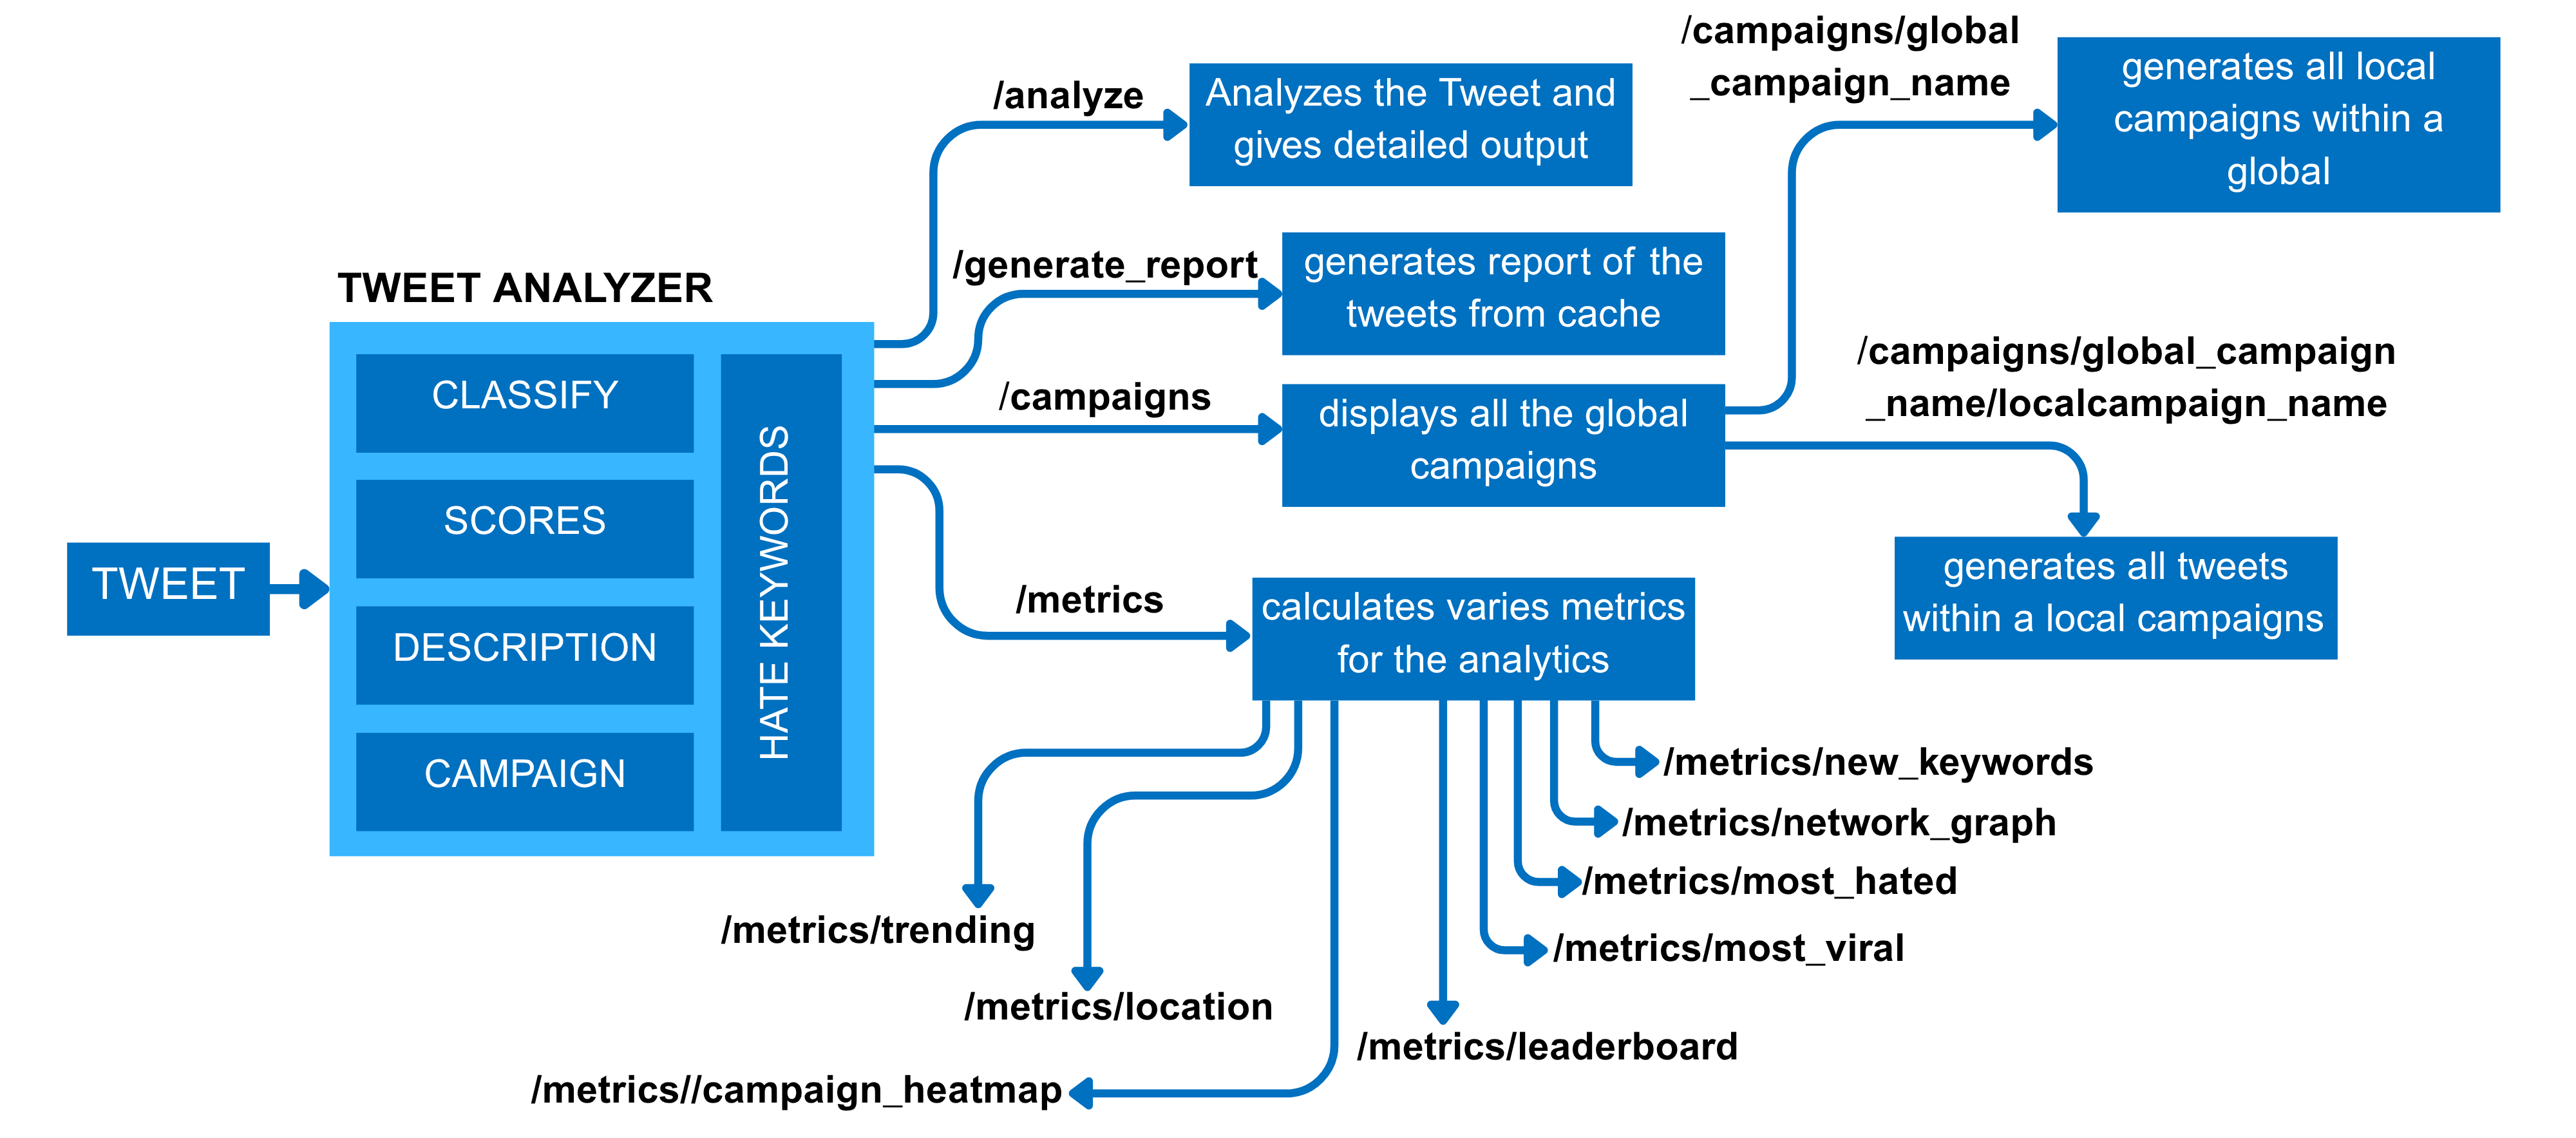 /campaigns/global
_campaign_name
generates all local
campaigns within a
global
/analyze
Analyzes the Tweet and
gives detailed output
/generate_report
generates report of the
tweets from cache
TWEET ANALYZER
/campaigns
displays all the global
campaigns
/campaigns/global_campaign
_name/localcampaign_name
generates all tweets
within a local campaigns
TWEET
CLASSIFY
SCORES
DESCRIPTION
CAMPAIGN
HATE KEYWORDS
/metrics
calculates varies metrics
for the analytics
/metrics/new_keywords
/metrics/network_graph
/metrics/most_hated
/metrics/most_viral
/metrics/trending
/metrics/location
/metrics/leaderboard
/metrics//campaign_heatmap